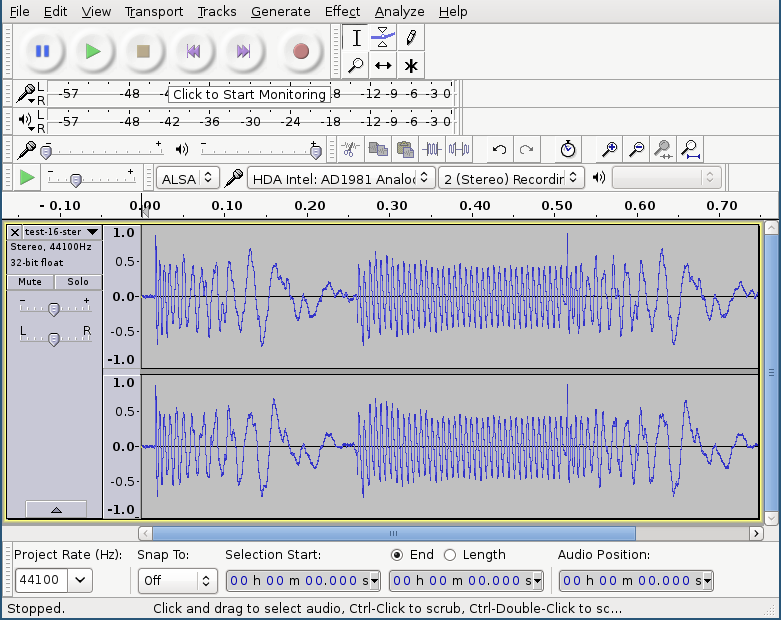 File Edit View Transport Tracks Generate Effect Analyze Help
L R -57 -48 -4 Click to Start Monitoring 8 -12 -9 -6 -3 0
L R -57 -48 -42 -36 -30 -24 -18 -12 -9 -6 -3 0
- + - +
- + ALSA HDA Intel: AD1981 Analog 2 (Stereo) Recordin
-0.10 0.00 0.10 0.20 0.30 0.40 0.50 0.60 0.70
test-16-ster
Stereo, 44100Hz
32-bit float
Mute Solo
- +
L R
1.0
0.5-
0.0-
-0.5-
-1.0
1.0
0.5-
0.0-
-0.5-
-1.0
Project Rate (Hz): Snap To: Selection Start: End Length Audio Position:
44100 Off 00 h 00 m 00.000 s 00 h 00 m 00.000 s 00 h 00 m 00.000 s
Stopped. Click and drag to select audio, Ctrl-Click to scrub, Ctrl-Double-Click to sc...